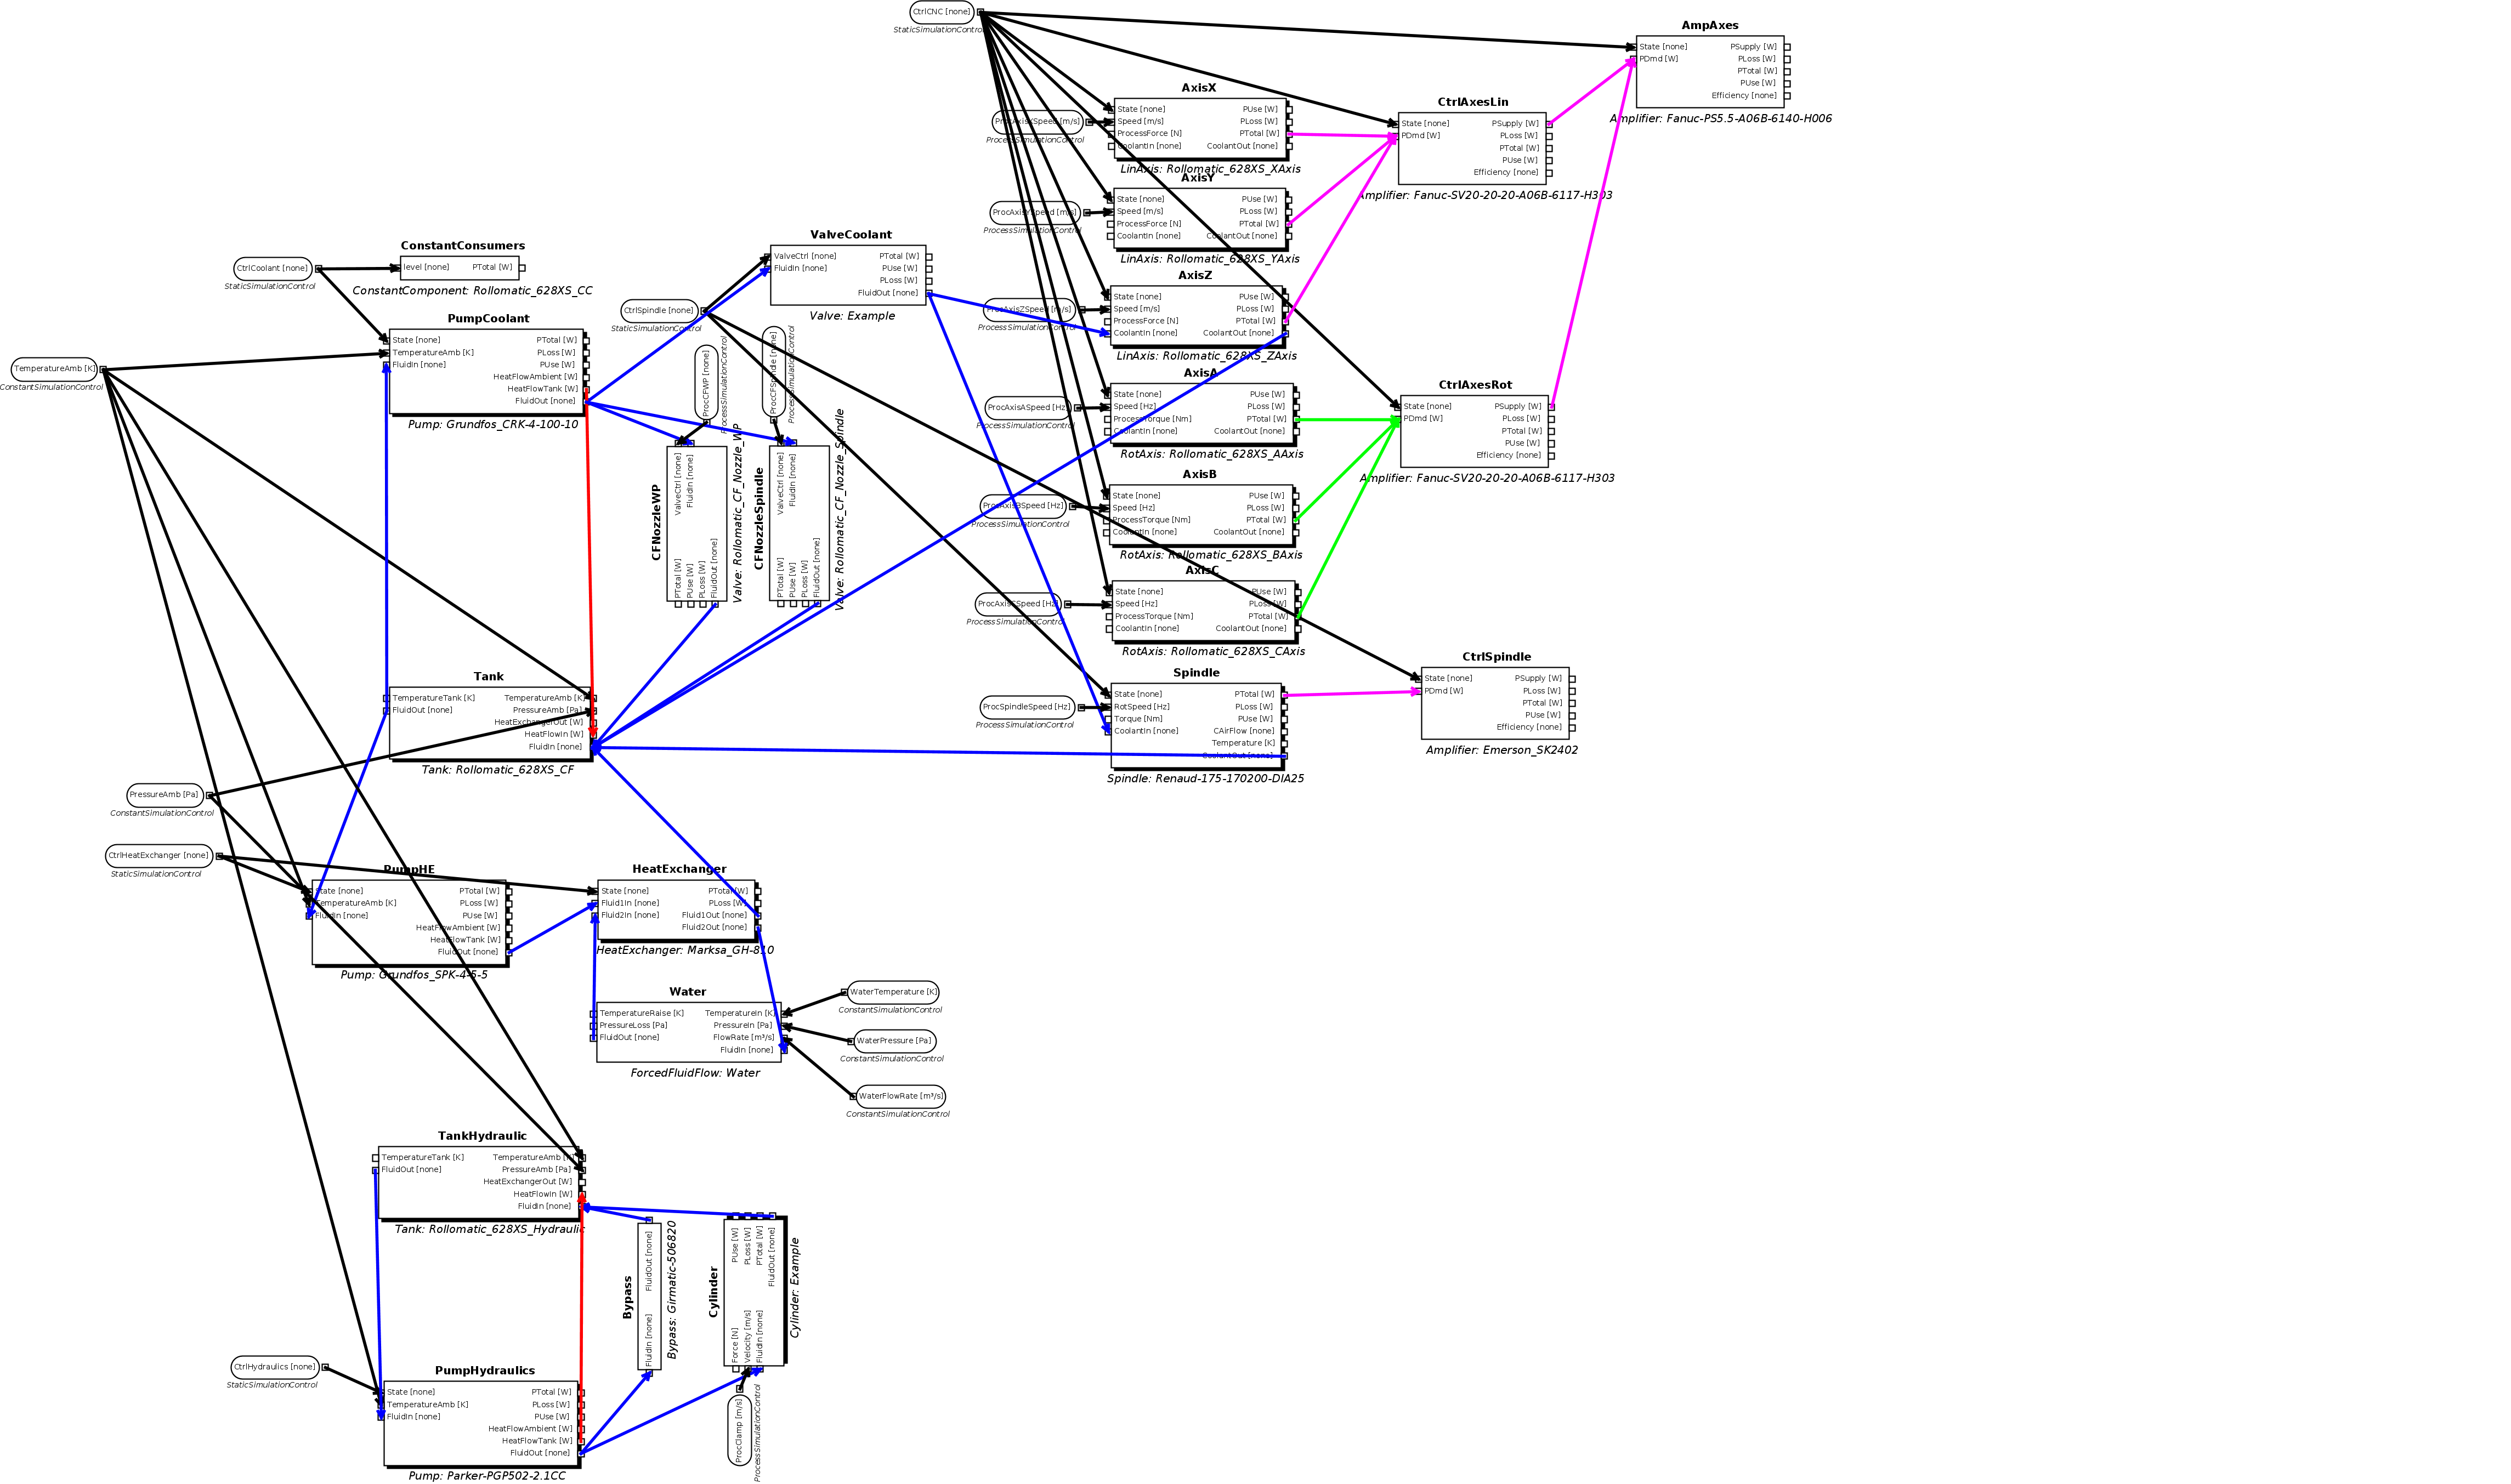 CtrlCNC [none]
StaticSimulationControl
AmpAxes
State [none] PSupply [W]
PDmd [W] PLoss [W]
PTotal [W]
PUse [W]
Efficiency [none]
Amplifier: Fanuc-PS5.5-A06B-6140-H006
AxisX
State [none] PUse [W]
Speed [m/s] PLoss [W]
ProcessForce [N] PTotal [W]
CoolantIn [none] CoolantOut [none]
LinAxis: Rollomatic_628XS_XAxis
ProcAxisXSpeed [m/s]
ProcessSimulationControl
CtrlAxesLin
State [none] PSupply [W]
PDmd [W] PLoss [W]
PTotal [W]
PUse [W]
Efficiency [none]
Amplifier: Fanuc-SV20-20-20-A06B-6117-H303
AxisY
State [none] PUse [W]
Speed [m/s] PLoss [W]
ProcessForce [N] PTotal [W]
CoolantIn [none] CoolantOut [none]
LinAxis: Rollomatic_628XS_YAxis
ProcAxisYSpeed [m/s]
ProcessSimulationControl
ConstantConsumers
level [none] PTotal [W]
ConstantComponent: Rollomatic_628XS_CC
CtrlCoolant [none]
StaticSimulationControl
ValveCoolant
ValveCtrl [none] PTotal [W]
FluidIn [none] PUse [W]
PLoss [W]
FluidOut [none]
Valve: Example
CtrlSpindle [none]
StaticSimulationControl
AxisZ
State [none] PUse [W]
Speed [m/s] PLoss [W]
ProcessForce [N] PTotal [W]
CoolantIn [none] CoolantOut [none]
LinAxis: Rollomatic_628XS_ZAxis
ProcAxisZSpeed [m/s]
ProcessSimulationControl
PumpCoolant
State [none] PTotal [W]
TemperatureAmb [K] PLoss [W]
FluidIn [none] PUse [W]
HeatFlowAmbient [W]
HeatFlowTank [W]
FluidOut [none]
Pump: Grundfos_CRK-4-100-10
TemperatureAmb [K]
ConstantSimulationControl
ProcCFWP [none]
ProcessSimulationControl
ProcCFSpindle [none]
ProcessSimulationControl
AxisA
State [none] PUse [W]
Speed [Hz] PLoss [W]
ProcessTorque [Nm] PTotal [W]
CoolantIn [none] CoolantOut [none]
RotAxis: Rollomatic_628XS_AAxis
ProcAxisASpeed [Hz]
ProcessSimulationControl
CtrlAxesRot
State [none] PSupply [W]
PDmd [W] PLoss [W]
PTotal [W]
PUse [W]
Efficiency [none]
Amplifier: Fanuc-SV20-20-20-A06B-6117-H303
CFNozzleWP
ValveCtrl [none]
FluidIn [none]
PTotal [W]
PUse [W]
PLoss [W]
FluidOut [none]
Valve: Rollomatic_CF_Nozzle_WP
CFNozzleSpindle
ValveCtrl [none]
FluidIn [none]
PTotal [W]
PUse [W]
PLoss [W]
FluidOut [none]
Valve: Rollomatic_CF_Nozzle_Spindle
AxisB
State [none] PUse [W]
Speed [Hz] PLoss [W]
ProcessTorque [Nm] PTotal [W]
CoolantIn [none] CoolantOut [none]
RotAxis: Rollomatic_628XS_BAxis
ProcAxisBSpeed [Hz]
ProcessSimulationControl
AxisC
State [none] PUse [W]
Speed [Hz] PLoss [W]
ProcessTorque [Nm] PTotal [W]
CoolantIn [none] CoolantOut [none]
RotAxis: Rollomatic_628XS_CAxis
ProcAxisCSpeed [Hz]
ProcessSimulationControl
Tank
TemperatureTank [K] TemperatureAmb [K]
FluidOut [none] PressureAmb [Pa]
HeatExchangerOut [W]
HeatFlowIn [W]
FluidIn [none]
Tank: Rollomatic_628XS_CF
Spindle
State [none] PTotal [W]
RotSpeed [Hz] PLoss [W]
Torque [Nm] PUse [W]
CoolantIn [none] CAirFlow [none]
Temperature [K]
CoolantOut [none]
Spindle: Renaud-175-170200-DIA25
ProcSpindleSpeed [Hz]
ProcessSimulationControl
CtrlSpindle
State [none] PSupply [W]
PDmd [W] PLoss [W]
PTotal [W]
PUse [W]
Efficiency [none]
Amplifier: Emerson_SK2402
PressureAmb [Pa]
ConstantSimulationControl
CtrlHeatExchanger [none]
StaticSimulationControl
PumpHE
State [none] PTotal [W]
TemperatureAmb [K] PLoss [W]
FluidIn [none] PUse [W]
HeatFlowAmbient [W]
HeatFlowTank [W]
FluidOut [none]
Pump: Grundfos_SPK-4-5-5
HeatExchanger
State [none] PTotal [W]
Fluid1In [none] PLoss [W]
Fluid2In [none] Fluid1Out [none]
Fluid2Out [none]
HeatExchanger: Marksa_GH-810
Water
TemperatureRaise [K] TemperatureIn [K]
PressureLoss [Pa] PressureIn [Pa]
FluidOut [none] FlowRate [m³/s]
FluidIn [none]
ForcedFluidFlow: Water
WaterTemperature [K]
ConstantSimulationControl
WaterPressure [Pa]
ConstantSimulationControl
WaterFlowRate [m³/s]
ConstantSimulationControl
TankHydraulic
TemperatureTank [K] TemperatureAmb [K]
FluidOut [none] PressureAmb [Pa]
HeatExchangerOut [W]
HeatFlowIn [W]
FluidIn [none]
Tank: Rollomatic_628XS_Hydraulic
Bypass
FluidIn [none] FluidOut [none]
Bypass: Girmatic-506820
Cylinder
Force [N] PUse [W]
Velocity [m/s] PLoss [W]
FluidIn [none] PTotal [W]
FluidOut [none]
Cylinder: Example
ProcClamp [m/s]
ProcessSimulationControl
CtrlHydraulics [none]
StaticSimulationControl
PumpHydraulics
State [none] PTotal [W]
TemperatureAmb [K] PLoss [W]
FluidIn [none] PUse [W]
HeatFlowAmbient [W]
HeatFlowTank [W]
FluidOut [none]
Pump: Parker-PGP502-2.1CC